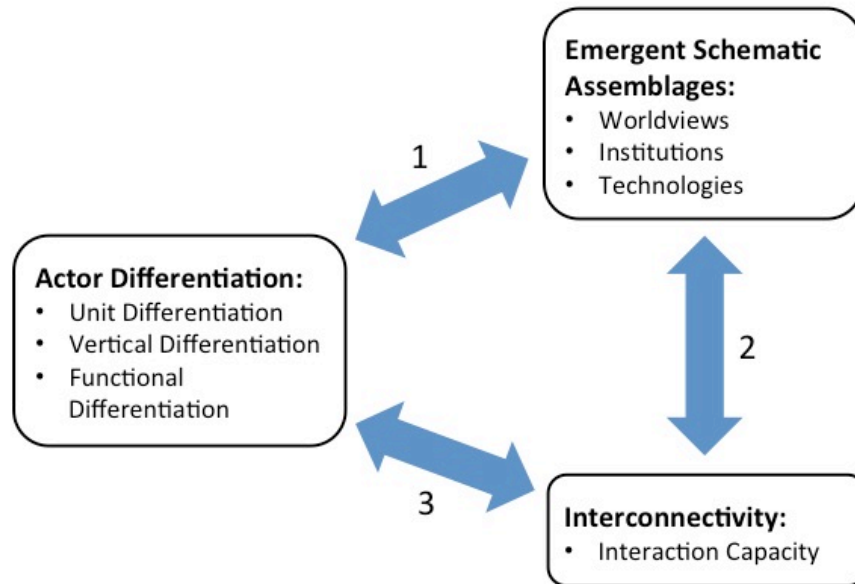 Emergent Schematic
Assemblages:
• Worldviews
• Institutions
• Technologies
1
Actor Differentiation:
• Unit Differentiation
• Vertical Differentiation
• Functional
Differentiation
2
3
Interconnectivity:
• Interaction Capacity